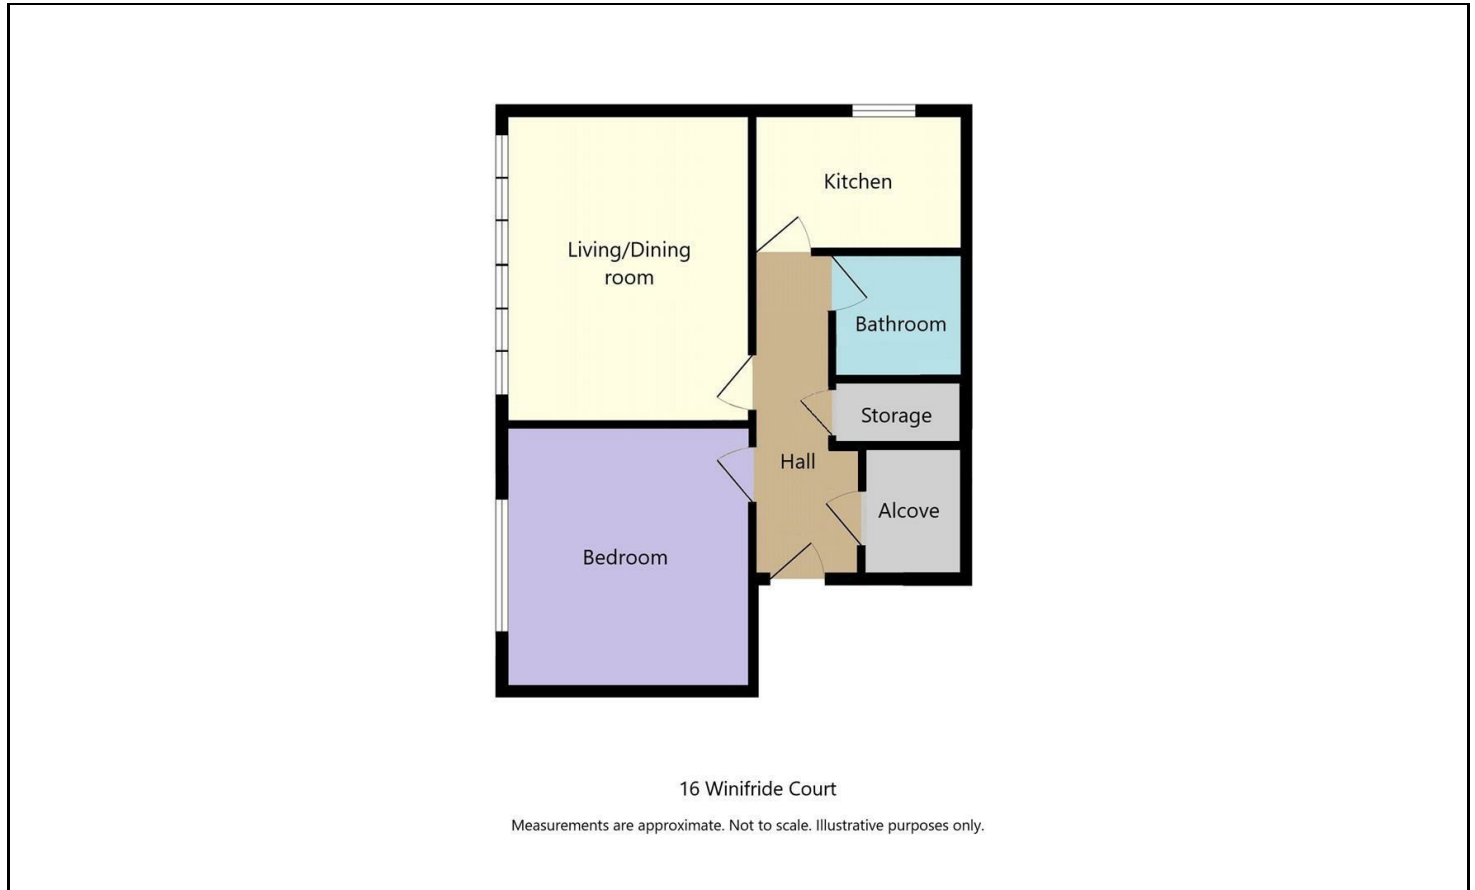 Kitchen
Living/Dining
room
Bathroom
Storage
Hall
Alcove
Bedroom
16 Winifride Court
Measurements are approximate. Not to scale. Illustrative purposes only.